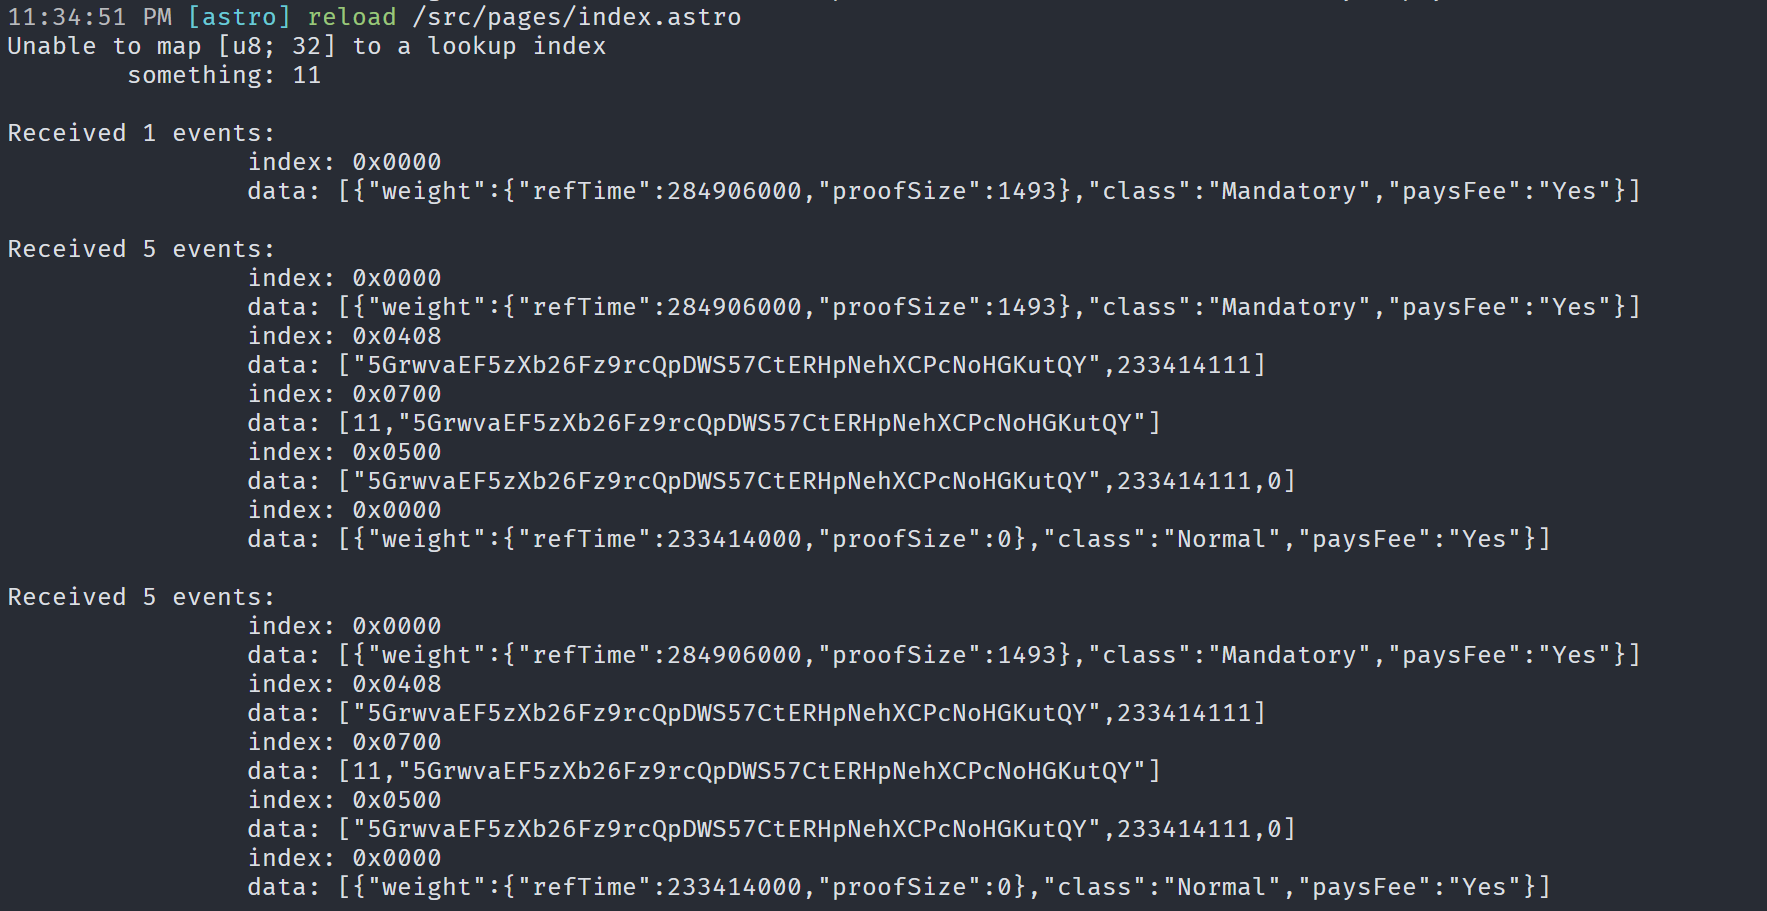 11:34:51 PM [astro] reload /src/pages/index.astro
Unable to map [u8; 32] to a lookup index
something: 11
Received 1 events:
index: 0x0000
data: [{"weight":{"refTime":284906000,"proofSize":1493},"class":"Mandatory","paysFee":"Yes"}]
Received 5 events:
index: 0x0000
data: [{"weight":{"refTime":284906000,"proofSize":1493},"class":"Mandatory","paysFee":"Yes"}]
index: 0x0408
data: ["5GrwvaEF5zXb26Fz9rcQpDWS57CtERHpNehXCPcNoHGKutQY",233414111]
index: 0x0700
data: [11,"5GrwvaEF5zXb26Fz9rcQpDWS57CtERHpNehXCPcNoHGKutQY"]
index: 0x0500
data: ["5GrwvaEF5zXb26Fz9rcQpDWS57CtERHpNehXCPcNoHGKutQY",233414111,0]
index: 0x0000
data: [{"weight":{"refTime":233414000,"proofSize":0},"class":"Normal","paysFee":"Yes"}]
Received 5 events:
index: 0x0000
data: [{"weight":{"refTime":284906000,"proofSize":1493},"class":"Mandatory","paysFee":"Yes"}]
index: 0x0408
data: ["5GrwvaEF5zXb26Fz9rcQpDWS57CtERHpNehXCPcNoHGKutQY",233414111]
index: 0x0700
data: [11,"5GrwvaEF5zXb26Fz9rcQpDWS57CtERHpNehXCPcNoHGKutQY"]
index: 0x0500
data: ["5GrwvaEF5zXb26Fz9rcQpDWS57CtERHpNehXCPcNoHGKutQY",233414111,0]
index: 0x0000
data: [{"weight":{"refTime":233414000,"proofSize":0},"class":"Normal","paysFee":"Yes"}]